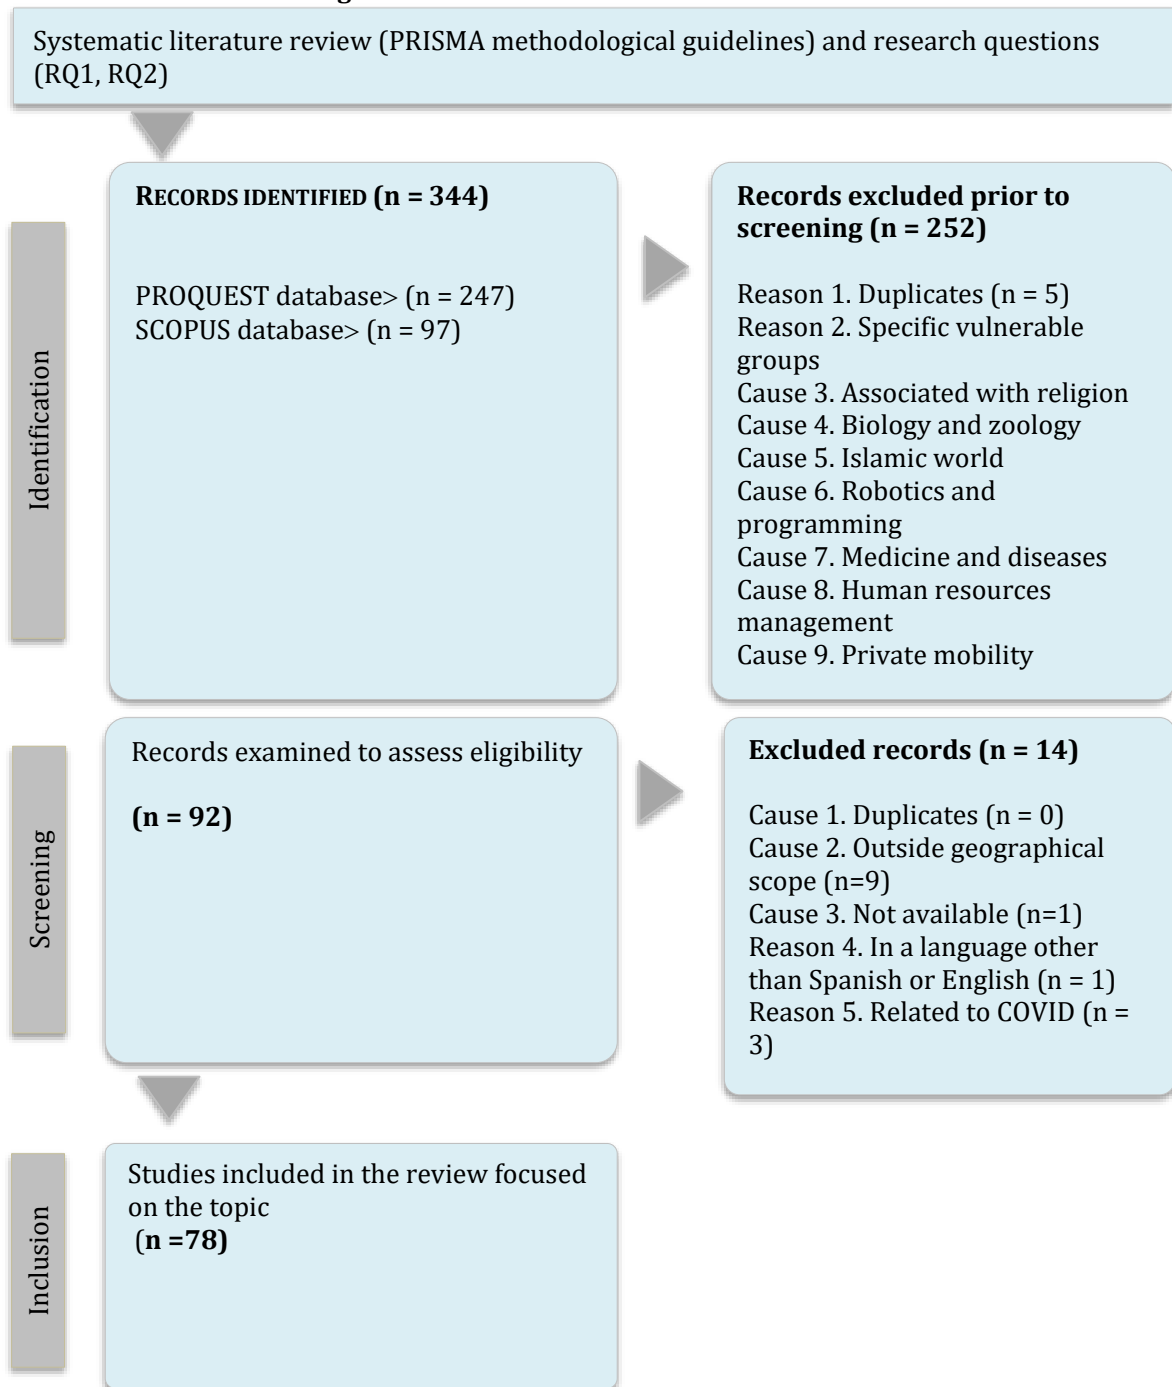 Systematic literature review (PRISMA methodological guidelines) and research questions
(RQ1, RQ2)
Identification
RECORDS IDENTIFIED (n = 344)
PROQUEST database> (n = 247)
SCOPUS database> (n = 97)
Records excluded prior to
screening (n = 252)
Reason 1. Duplicates (n = 5)
Reason 2. Specific vulnerable
groups
Cause 3. Associated with religion
Cause 4. Biology and zoology
Cause 5. Islamic world
Cause 6. Robotics and
programming
Cause 7. Medicine and diseases
Cause 8. Human resources
management
Cause 9. Private mobility
Screening
Records examined to assess eligibility
(n = 92)
Excluded records (n = 14)
Cause 1. Duplicates (n = 0)
Cause 2. Outside geographical
scope (n=9)
Cause 3. Not available (n=1)
Reason 4. In a language other
than Spanish or English (n = 1)
Reason 5. Related to COVID (n =
3)
Inclusion
Studies included in the review focused
on the topic
(n =78)